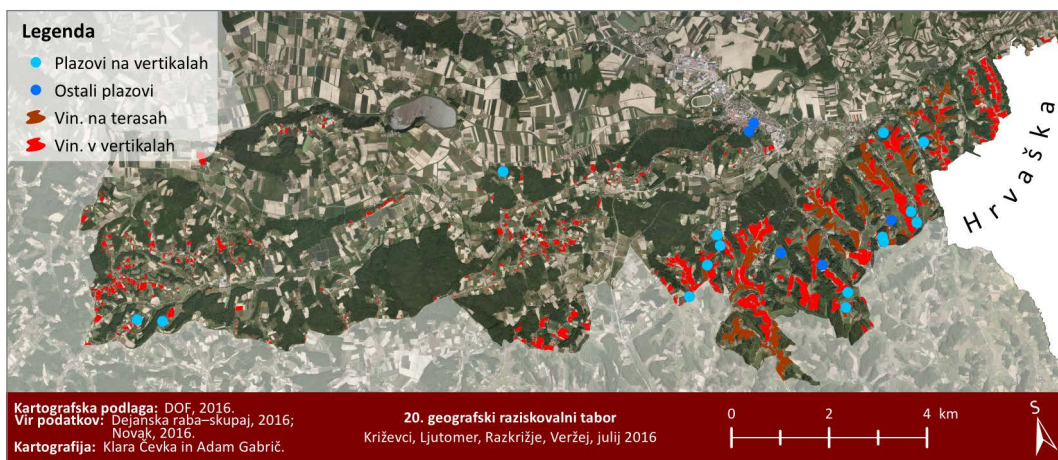 Legenda
Plazovi na vertikalah
Ostali plazovi
Vin. na terasah
Vin. v vertikalah
Hrvaška
Kartografska podlaga: DOF, 2016.
Vir podatkov: Dejanska raba–skupaj, 2016;
Novak, 2016.
Kartografija: Klara Čevka in Adam Gabrič.
20. geografski raziskovalni tabor
Križevci, Ljutomer, Razkrižje, Veržej, julij 2016
0 2 4 km
S